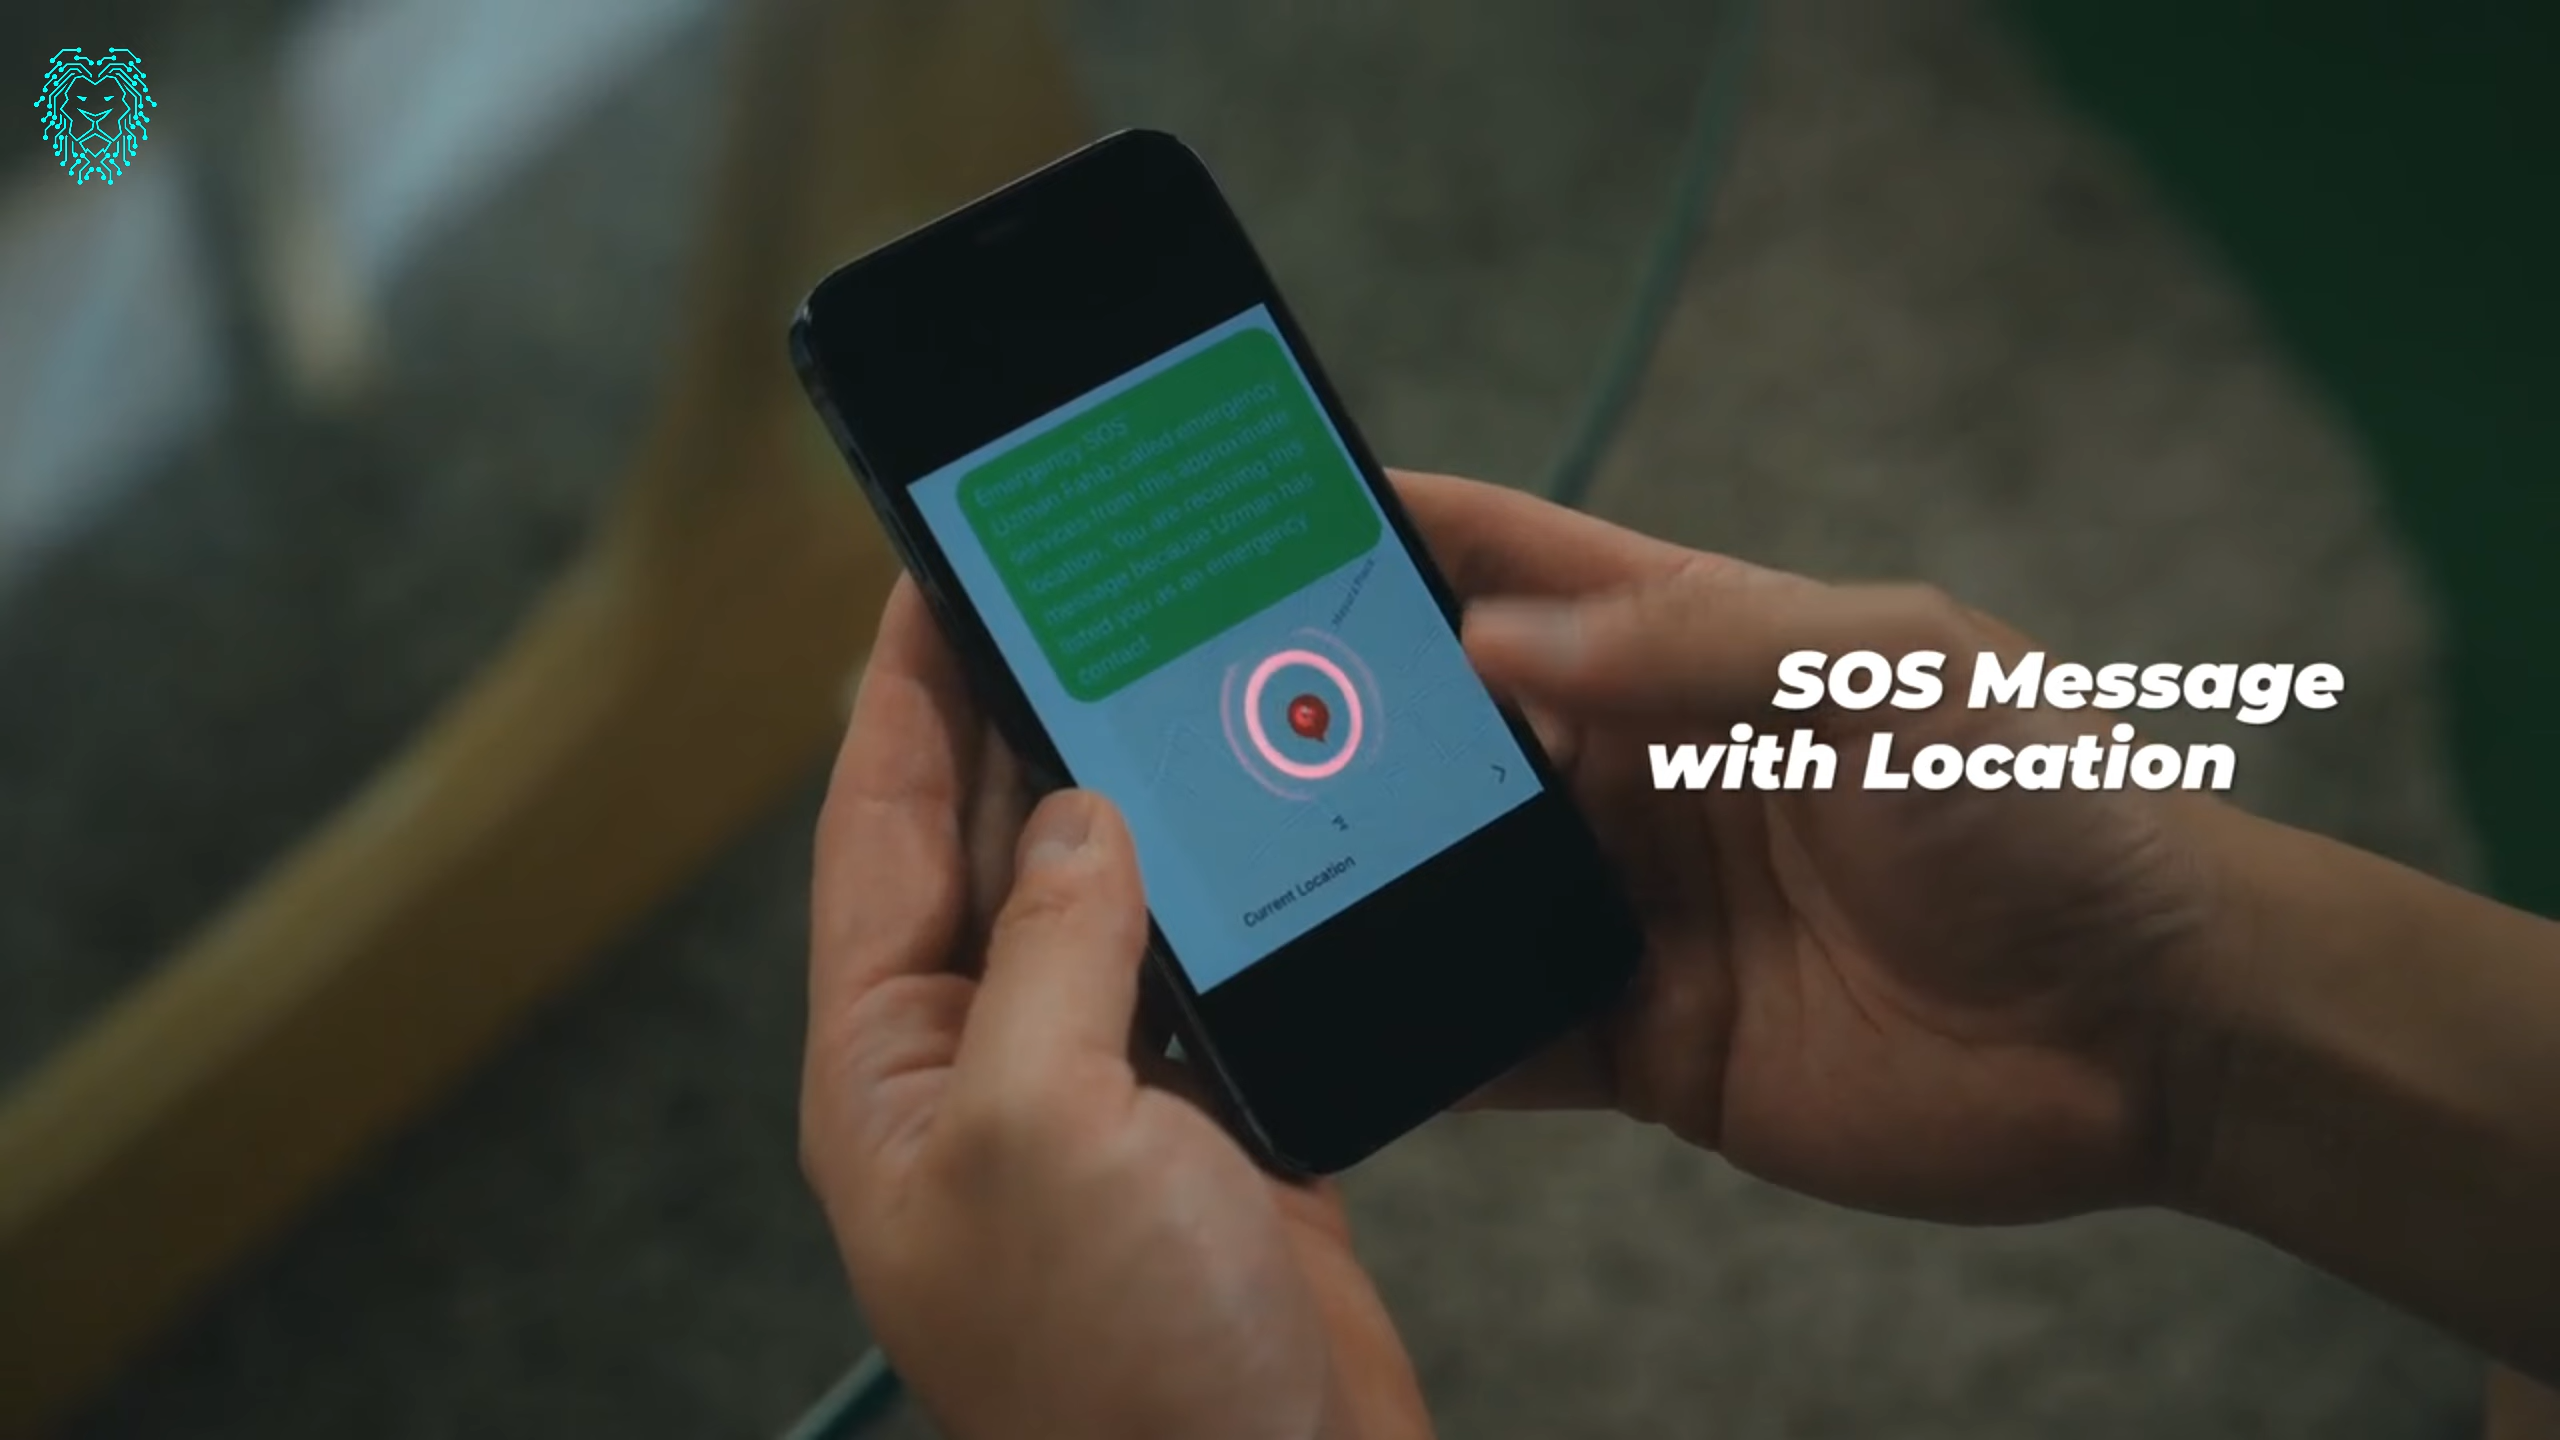 Emergency SOS
Uzman Fahib called emergency
services from this approximate
location. You are receiving this
message because Uzman has
listed you as an emergency
contact
Current Location
SOS Message
with Location